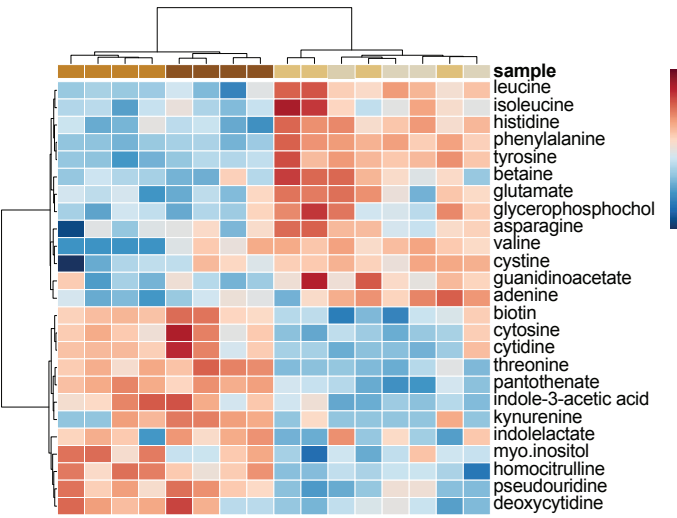 sample
leucine
isoleucine
histidine
phenylalanine
tyrosine
betaine
glutamate
glycerophosphochol
asparagine
valine
cystine
guanidinoacetate
adenine
biotin
cytosine
cytidine
threonine
pantothenate
indole-3-acetic acid
kynurenine
indolelactate
myo.inositol
homocitrulline
pseudouridine
deoxycytidine